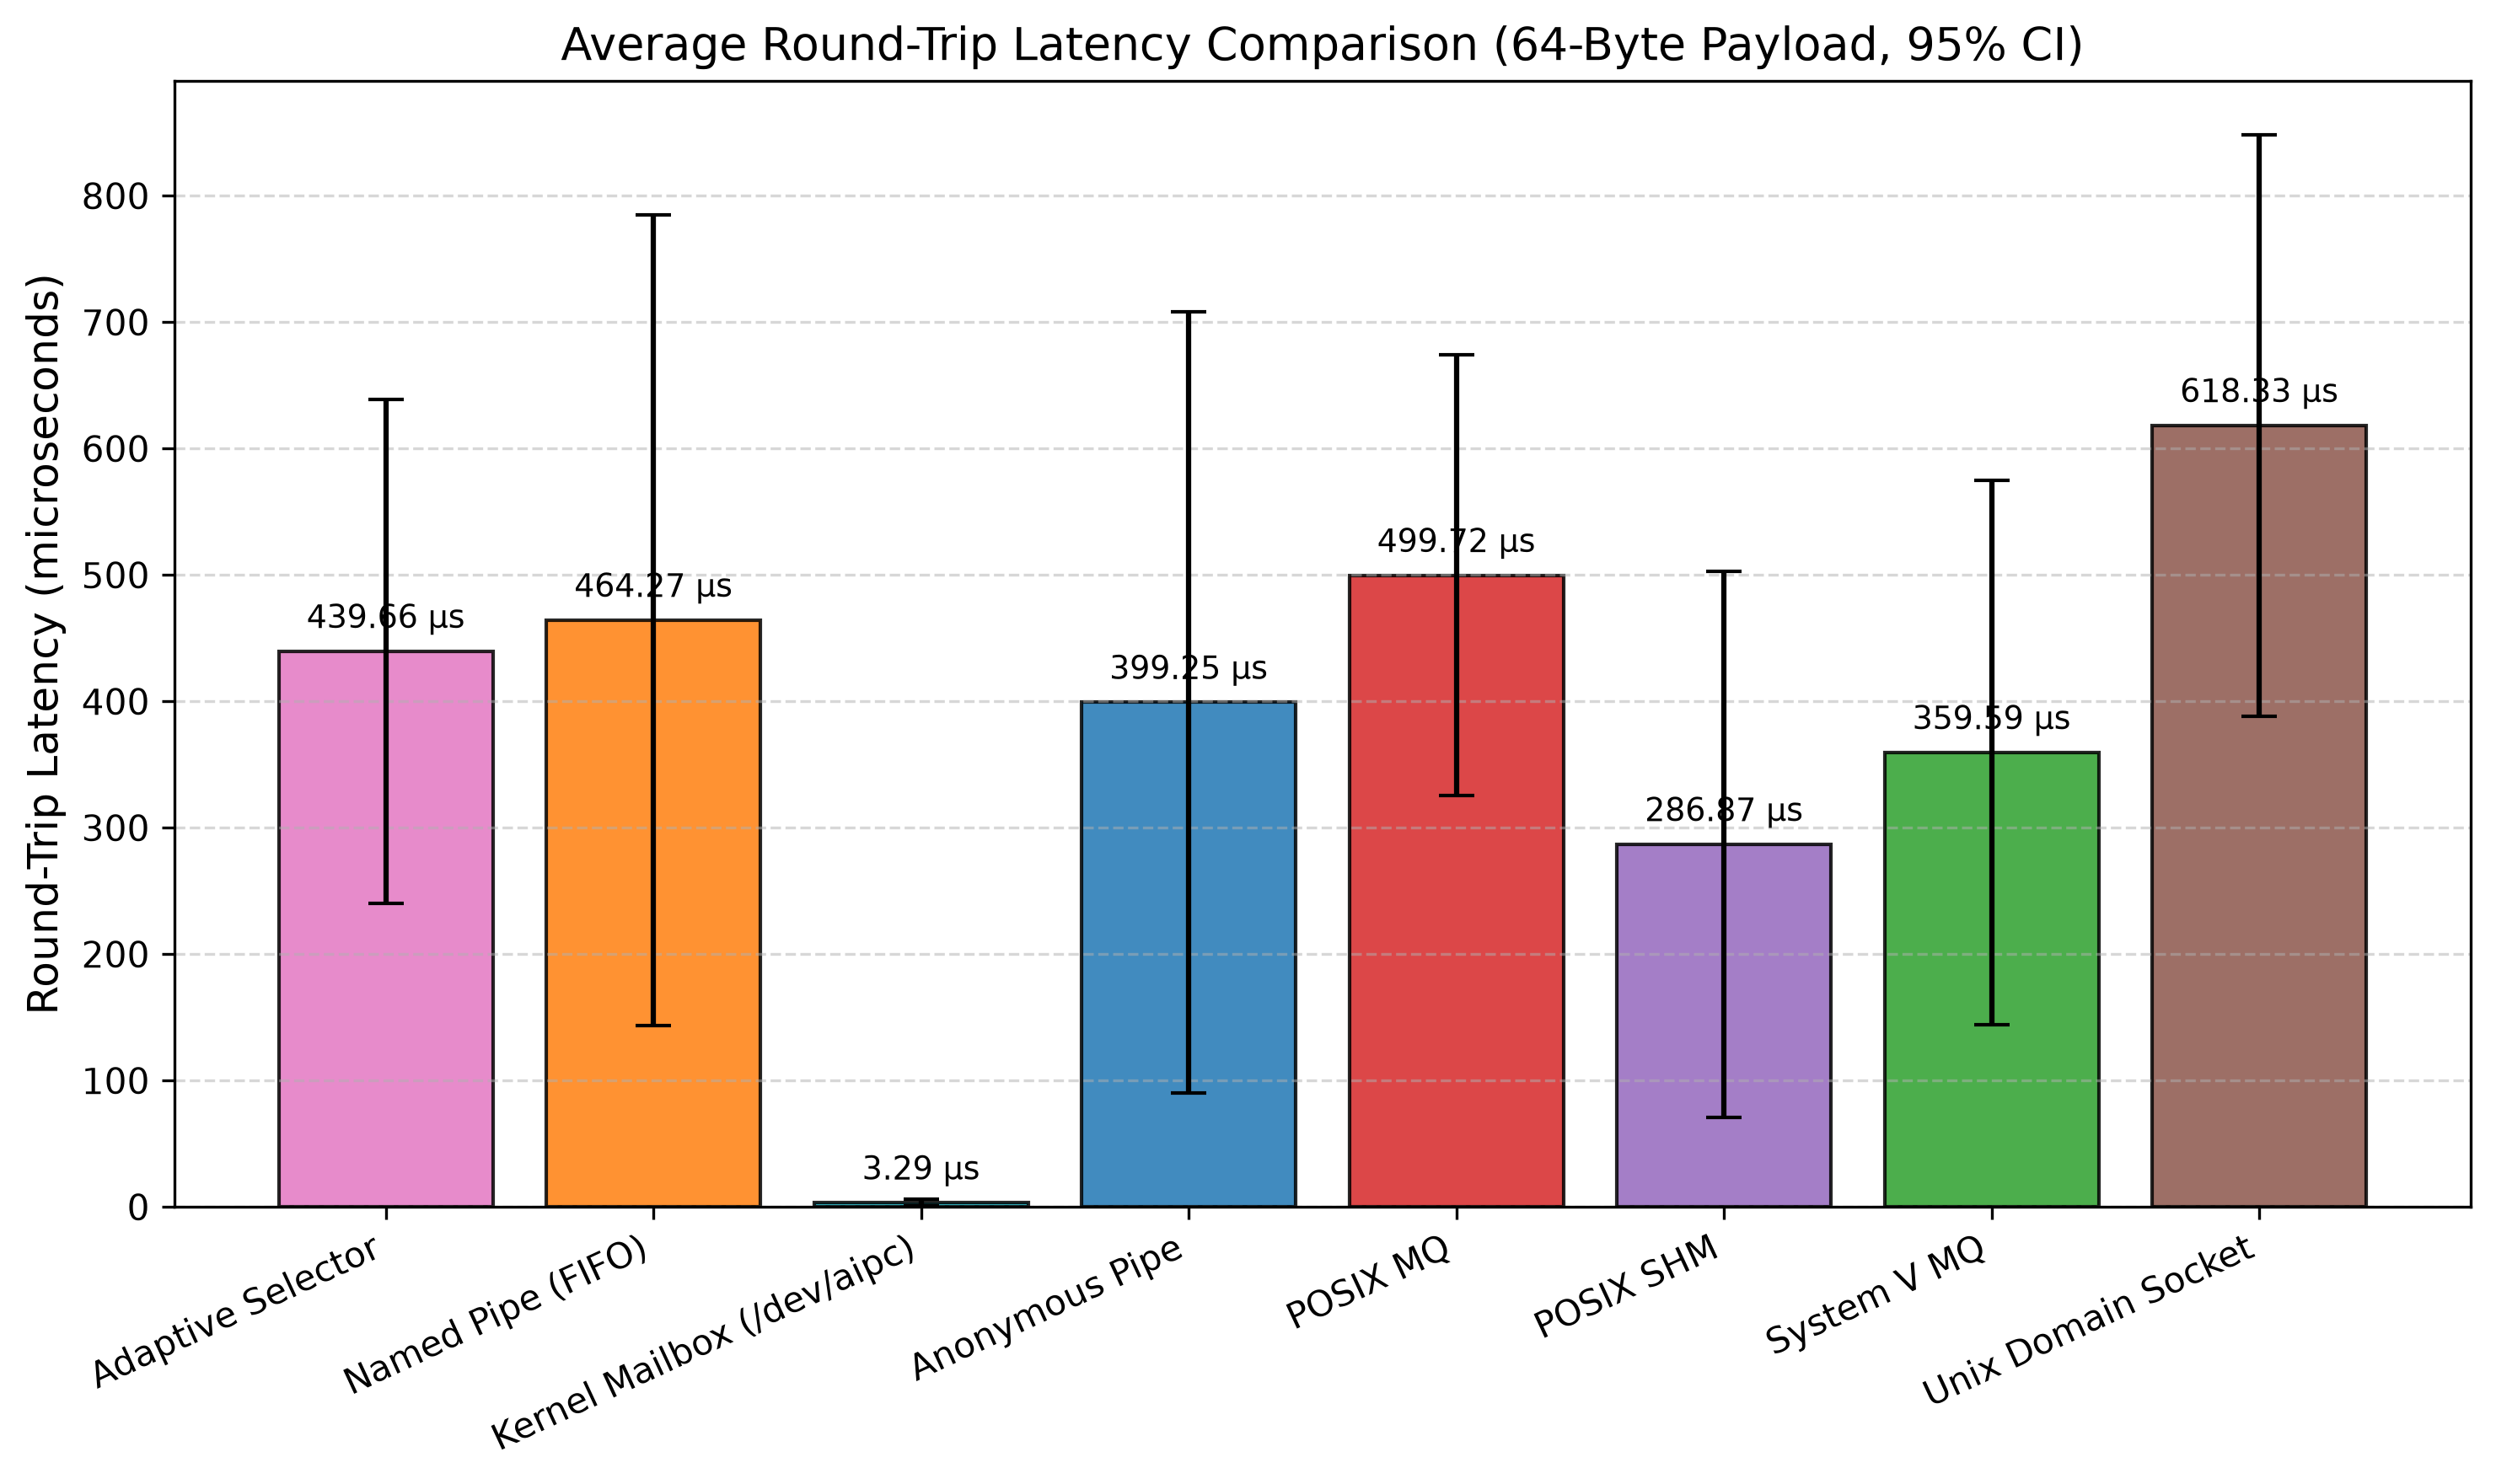 Average Round-Trip Latency Comparison (64-Byte Payload, 95% CI)
Round-Trip Latency (microseconds)
800
700
600
500
400
300
200
100
0
439.66 µs
464.27 µs
3.29 µs
399.25 µs
499.72 µs
286.87 µs
359.59 µs
618.33 µs
Adaptive Selector
Named Pipe (FIFO)
Kernel Mailbox (/dev/aipc)
Anonymous Pipe
POSIX MQ
POSIX SHM
System V MQ
Unix Domain Socket